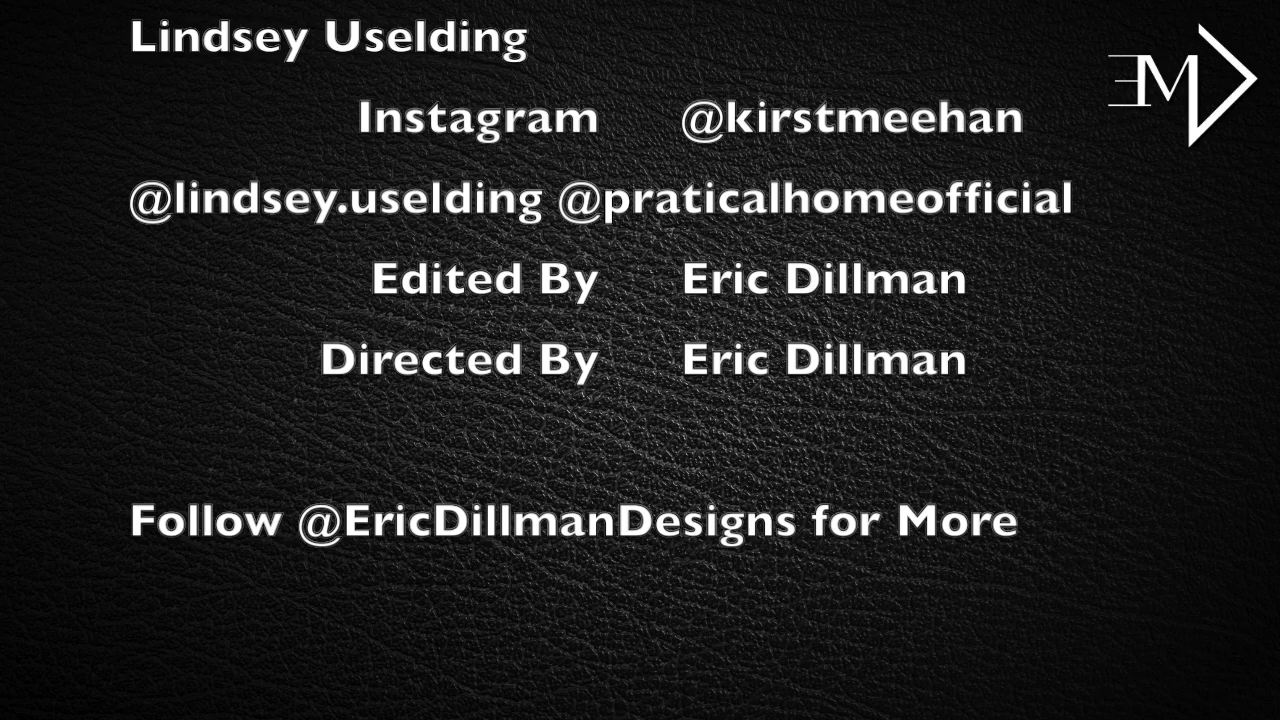 Lindsey Uselding
Instagram @kirstmeehan
@lindsey.uselding @praticalhomeofficial
Edited By Eric Dillman
Directed By Eric Dillman
Follow @EricDillmanDesigns for More
EMD